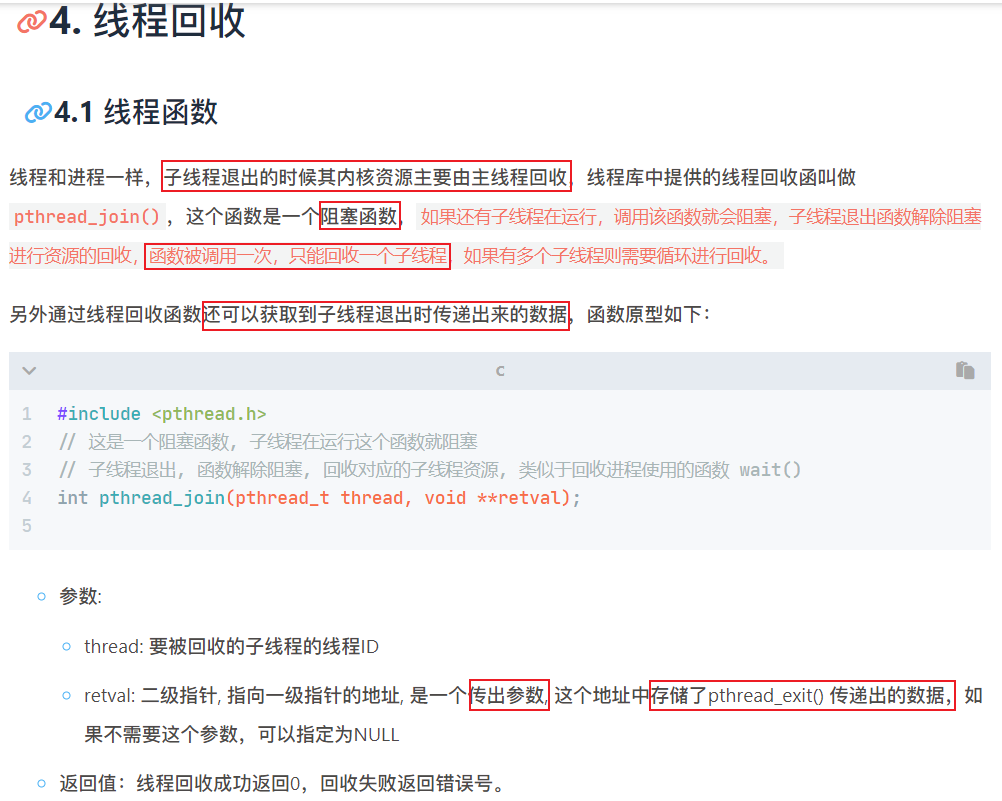 4. 线程回收
4.1 线程函数
线程和进程一样，子线程退出的时候其内核资源主要由主线程回收，线程库中提供的线程回收函叫做
pthread_join()，这个函数是一个阻塞函数，如果还有子线程在运行，调用该函数就会阻塞，子线程退出函数解除阻塞
进行资源的回收，函数被调用一次，只能回收一个子线程，如果有多个子线程则需要循环进行回收。
另外通过线程回收函数还可以获取到子线程退出时传递出来的数据，函数原型如下：
C
1 #include <pthread.h>
2 // 这是一个阻塞函数, 子线程在运行这个函数就阻塞
3 // 子线程退出, 函数解除阻塞, 回收对应的子线程资源, 类似于回收进程使用的函数 wait()
4 int pthread_join(pthread_t thread, void **retval);
5
参数:
thread: 要被回收的子线程的线程ID
retval: 二级指针, 指向一级指针的地址, 是一个传出参数, 这个地址中存储了pthread_exit() 传递出的数据，如
果不需要这个参数，可以指定为NULL
返回值：线程回收成功返回0，回收失败返回错误号。